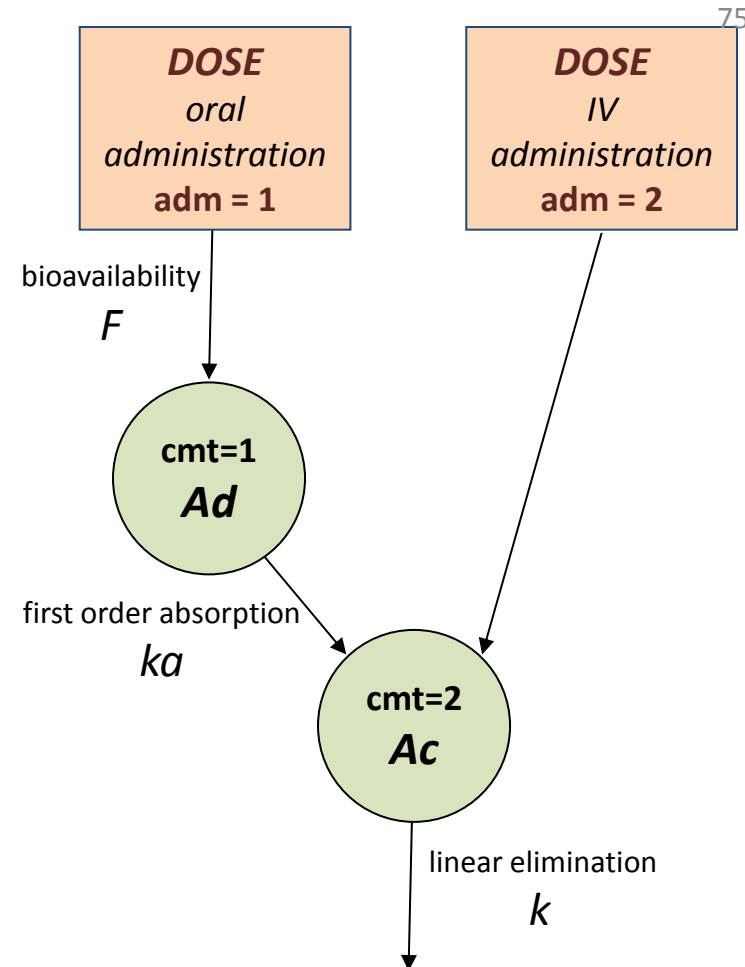 75
DOSE
oral
administration
adm = 1
DOSE
IV
administration
adm = 2
bioavailability
F
cmt=1
Ad
first order absorption
ka
cmt=2
Ac
linear elimination
k